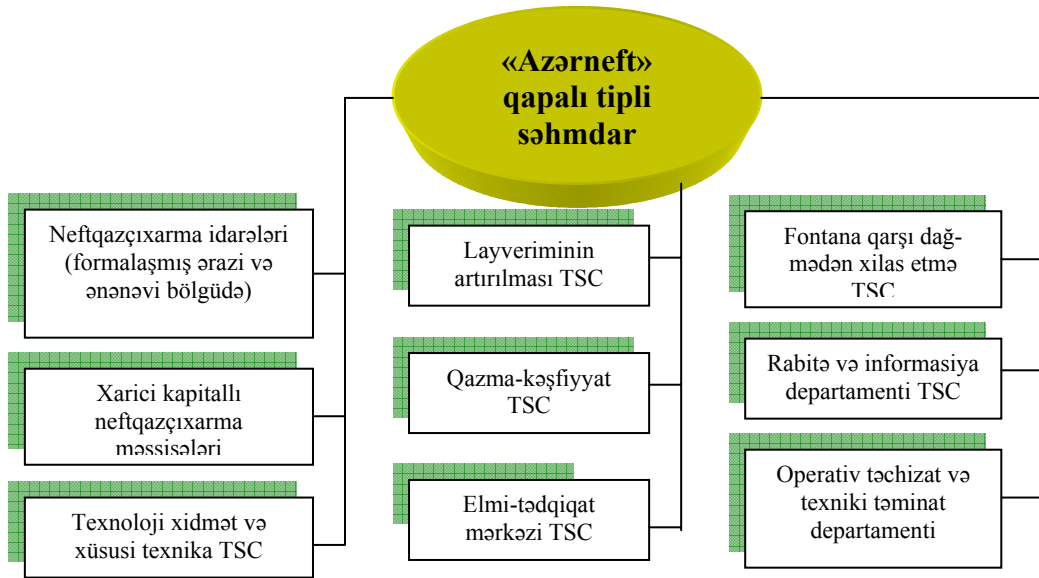 «Azərneft»
qapalı tipli
səhmdar
Neftqazçıxarma idarələri
(formalaşmış ərazi və
ənənəvi bölgüdə)
Xarici kapitallı
neftqazçıxarma
məssisələri
Texnoloji xidmət və
xüsusi texnika TSC
Layveriminin
artırılması TSC
Qazma-kəşfiyyat
TSC
Elmi-tədqiqat
mərkəzi TSC
Fontana qarşı dağ-
mədən xilas etmə
TSC
Rabitə və informasiya
departamenti TSC
Operativ təchizat və
texniki təminat
departamenti